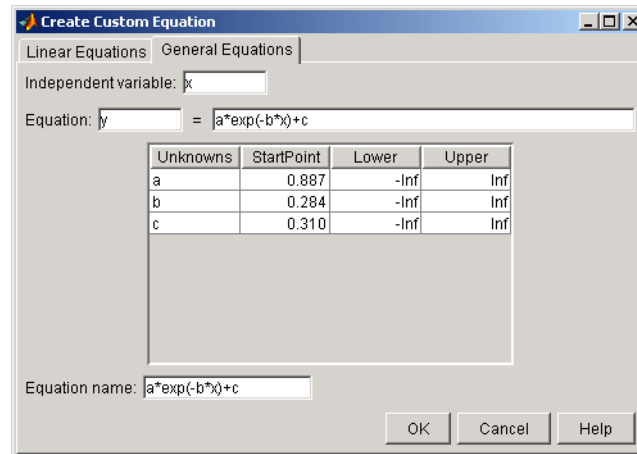 Create Custom Equation
Linear Equations General Equations
Independent variable: x
Equation: y = a*exp(-b*x)+c
Unknowns StartPoint Lower Upper
a 0.887 -Inf Inf
b 0.284 -Inf Inf
c 0.310 -Inf Inf
Equation name: a*exp(-b*x)+c
OK Cancel Help